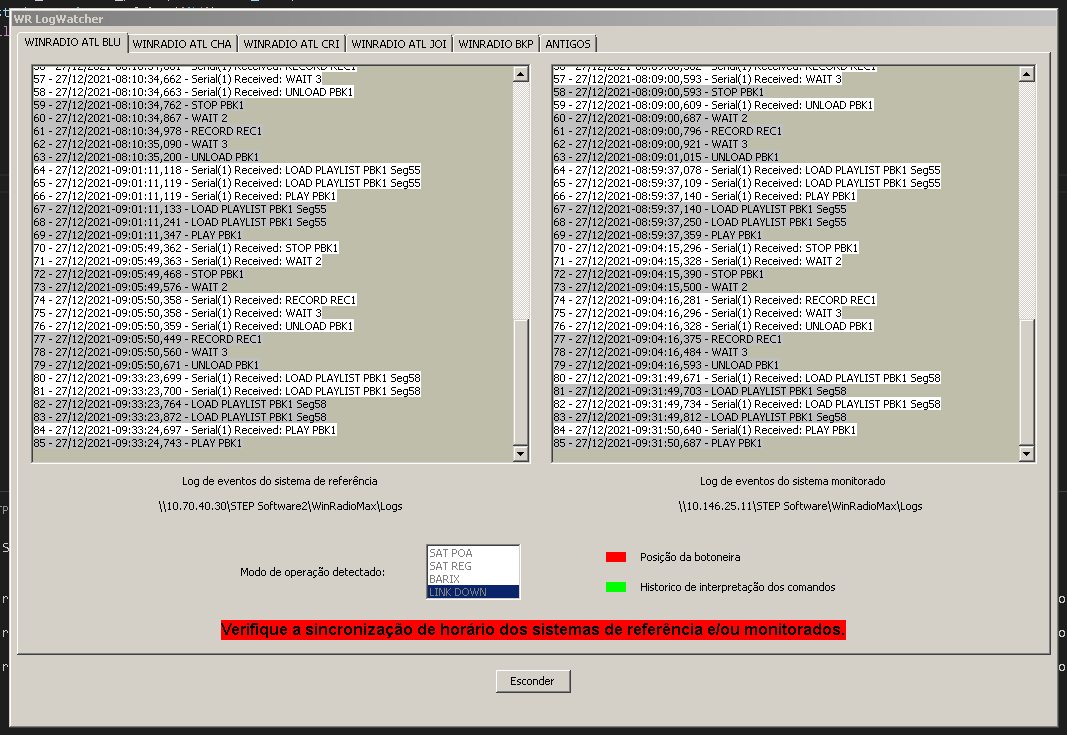 WR LogWatcher
WINRADIO ATL BLU
WINRADIO ATL CHA
WINRADIO ATL CRI
WINRADIO ATL JOI
WINRADIO BKP
ANTIGOS
57 - 27/12/2021-08:10:34,662 - Serial(1) Received: WAIT 3
58 - 27/12/2021-08:10:34,663 - Serial(1) Received: UNLOAD PBK1
59 - 27/12/2021-08:10:34,762 - STOP PBK1
60 - 27/12/2021-08:10:34,867 - WAIT 2
61 - 27/12/2021-08:10:34,978 - RECORD REC1
62 - 27/12/2021-08:10:35,090 - WAIT 3
63 - 27/12/2021-08:10:35,200 - UNLOAD PBK1
64 - 27/12/2021-09:01:11,118 - Serial(1) Received: LOAD PLAYLIST PBK1 Seg55
65 - 27/12/2021-09:01:11,119 - Serial(1) Received: LOAD PLAYLIST PBK1 Seg55
66 - 27/12/2021-09:01:11,119 - Serial(1) Received: PLAY PBK1
67 - 27/12/2021-09:01:11,133 - LOAD PLAYLIST PBK1 Seg55
68 - 27/12/2021-09:01:11,241 - LOAD PLAYLIST PBK1 Seg55
69 - 27/12/2021-09:01:11,347 - PLAY PBK1
70 - 27/12/2021-09:05:49,362 - Serial(1) Received: STOP PBK1
71 - 27/12/2021-09:05:49,363 - Serial(1) Received: WAIT 2
72 - 27/12/2021-09:05:49,468 - STOP PBK1
73 - 27/12/2021-09:05:49,576 - WAIT 2
74 - 27/12/2021-09:05:50,358 - Serial(1) Received: RECORD REC1
75 - 27/12/2021-09:05:50,358 - Serial(1) Received: WAIT 3
76 - 27/12/2021-09:05:50,359 - Serial(1) Received: UNLOAD PBK1
77 - 27/12/2021-09:05:50,449 - RECORD REC1
78 - 27/12/2021-09:05:50,560 - WAIT 3
79 - 27/12/2021-09:05:50,671 - UNLOAD PBK1
80 - 27/12/2021-09:33:23,699 - Serial(1) Received: LOAD PLAYLIST PBK1 Seg58
81 - 27/12/2021-09:33:23,700 - Serial(1) Received: LOAD PLAYLIST PBK1 Seg58
82 - 27/12/2021-09:33:23,764 - LOAD PLAYLIST PBK1 Seg58
83 - 27/12/2021-09:33:23,872 - LOAD PLAYLIST PBK1 Seg58
84 - 27/12/2021-09:33:24,697 - Serial(1) Received: PLAY PBK1
85 - 27/12/2021-09:33:24,743 - PLAY PBK1
Log de eventos do sistema de referência
\\10.70.40.30\STEP Software2\WinRadioMax\Logs
57 - 27/12/2021-08:09:00,593 - Serial(1) Received: WAIT 3
58 - 27/12/2021-08:09:00,593 - STOP PBK1
59 - 27/12/2021-08:09:00,609 - Serial(1) Received: UNLOAD PBK1
60 - 27/12/2021-08:09:00,687 - WAIT 2
61 - 27/12/2021-08:09:00,796 - RECORD REC1
62 - 27/12/2021-08:09:00,921 - WAIT 3
63 - 27/12/2021-08:09:01,015 - UNLOAD PBK1
64 - 27/12/2021-08:59:37,078 - Serial(1) Received: LOAD PLAYLIST PBK1 Seg55
65 - 27/12/2021-08:59:37,109 - Serial(1) Received: LOAD PLAYLIST PBK1 Seg55
66 - 27/12/2021-08:59:37,140 - Serial(1) Received: PLAY PBK1
67 - 27/12/2021-08:59:37,140 - LOAD PLAYLIST PBK1 Seg55
68 - 27/12/2021-08:59:37,250 - LOAD PLAYLIST PBK1 Seg55
69 - 27/12/2021-08:59:37,359 - PLAY PBK1
70 - 27/12/2021-09:04:15,296 - Serial(1) Received: STOP PBK1
71 - 27/12/2021-09:04:15,328 - Serial(1) Received: WAIT 2
72 - 27/12/2021-09:04:15,390 - STOP PBK1
73 - 27/12/2021-09:04:15,500 - WAIT 2
74 - 27/12/2021-09:04:16,281 - Serial(1) Received: RECORD REC1
75 - 27/12/2021-09:04:16,296 - Serial(1) Received: WAIT 3
76 - 27/12/2021-09:04:16,328 - Serial(1) Received: UNLOAD PBK1
77 - 27/12/2021-09:04:16,375 - RECORD REC1
78 - 27/12/2021-09:04:16,484 - WAIT 3
79 - 27/12/2021-09:04:16,593 - UNLOAD PBK1
80 - 27/12/2021-09:31:49,671 - Serial(1) Received: LOAD PLAYLIST PBK1 Seg58
81 - 27/12/2021-09:31:49,703 - LOAD PLAYLIST PBK1 Seg58
82 - 27/12/2021-09:31:49,734 - Serial(1) Received: LOAD PLAYLIST PBK1 Seg58
83 - 27/12/2021-09:31:49,812 - LOAD PLAYLIST PBK1 Seg58
84 - 27/12/2021-09:31:50,640 - Serial(1) Received: PLAY PBK1
85 - 27/12/2021-09:31:50,687 - PLAY PBK1
Log de eventos do sistema monitorado
\\10.146.25.11\STEP Software\WinRadioMax\Logs
Modo de operação detectado:
SAT POA
SAT REG
BARIX
LINK DOWN
Posição da botoneira
Historico de interpretação dos comandos
Verifique a sincronização de horário dos sistemas de referência e/ou monitorados.
Esconder